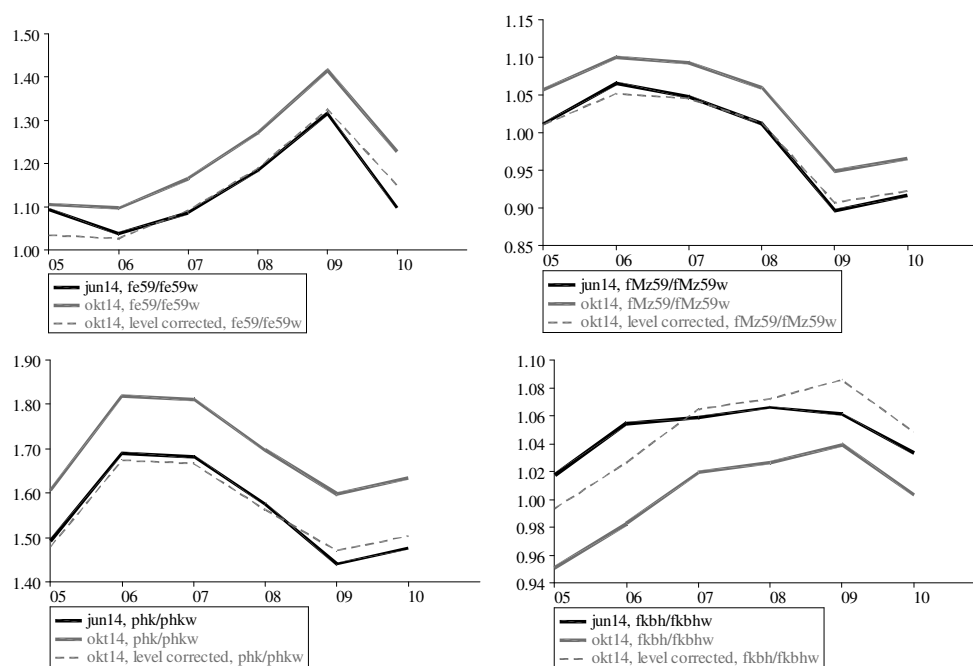 1.50
1.40
1.30
1.20
1.10
1.00
05 06 07 08 09 10
jun14, fe59/fe59w
okt14, fe59/fe59w
okt14, level corrected, fe59/fe59w
1.15
1.10
1.05
1.00
0.95
0.90
0.85
05 06 07 08 09 10
jun14, fMz59/fMz59w
okt14, fMz59/fMz59w
okt14, level corrected, fMz59/fMz59w
1.90
1.80
1.70
1.60
1.50
1.40
05 06 07 08 09 10
jun14, phk/phkw
okt14, phk/phkw
okt14, level corrected, phk/phkw
1.10
1.08
1.06
1.04
1.02
1.00
0.98
0.96
0.94
05 06 07 08 09 10
jun14, fkbh/fkbhw
okt14, fkbh/fkbhw
okt14, level corrected, fkbh/fkbhw